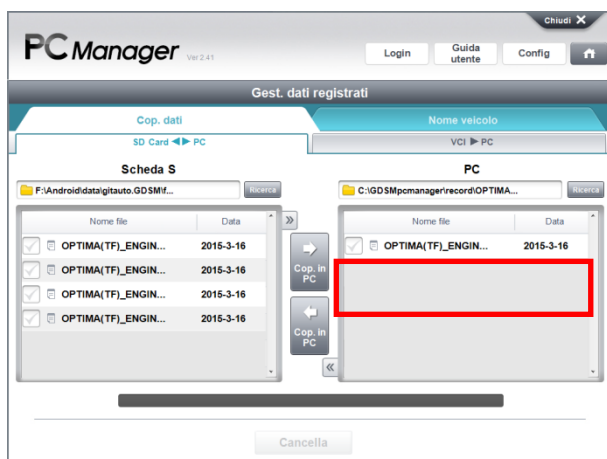 Chiudi X
PC Manager Ver 2.41
Login
Guida
utente
Config
Gest. dati registrati
Cop. dati
Nome veicolo
SD Card ◀▶ PC
VCI ▶ PC
Scheda S
PC
F:\Android\data\gitauto.GDSM\f...
Ricerca
C:\GDSMpcmanager\record\OPTIMA...
Ricerca
Nome file Data
OPTIMA(TF)_ENGIN... 2015-3-16
OPTIMA(TF)_ENGIN... 2015-3-16
OPTIMA(TF)_ENGIN... 2015-3-16
OPTIMA(TF)_ENGIN... 2015-3-16
»
Cop. in
PC
Cop. in
PC
«
Nome file Data
OPTIMA(TF)_ENGIN... 2015-3-16
Cancella